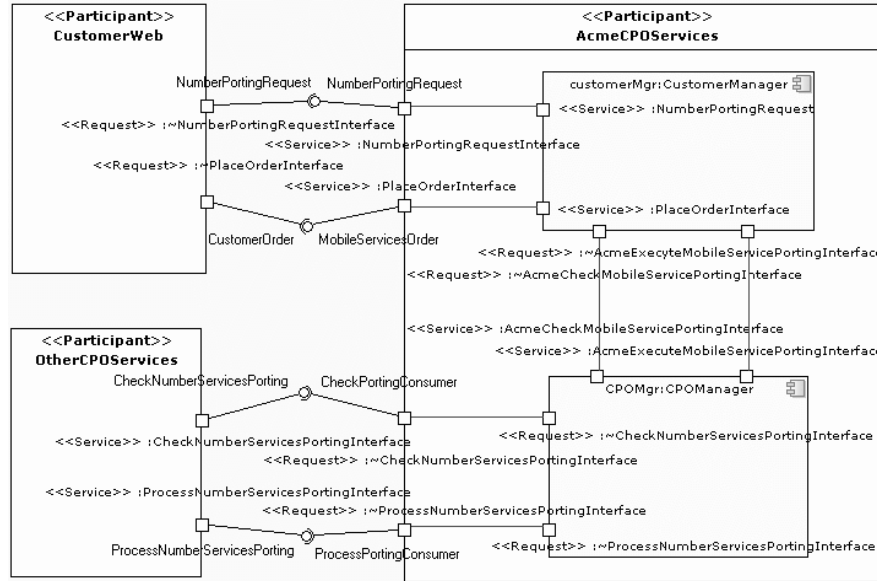 <<Participant>>
CustomerWeb
<<Participant>>
AcmeCPOServices
NumberPortingRequest
NumberPortingRequest
customerMgr:CustomerManager
<<Service>> :NumberPortingRequest
<<Request>> :~NumberPortingRequestInterface
<<Service>> :NumberPortingRequestInterface
<<Request>> :~PlaceOrderInterface
<<Service>> :PlaceOrderInterface
<<Service>> :PlaceOrderInterface
CustomerOrder
MobileServicesOrder
<<Request>> :~AcmeExecyteMobileServicePortingInterface
<<Request>> :~AcmeCheckMobileServicePortingInterface
<<Service>> :AcmeCheckMobileServicePortingInterface
<<Service>> :AcmeExecuteMobileServicePortingInterface
<<Participant>>
OtherCPOServices
CheckNumberServicesPorting
CheckPortingConsumer
CPOMgr:CPOManager
<<Service>> :CheckNumberServicesPortingInterface
<<Request>> :~CheckNumberServicesPortingInterface
<<Request>> :~CheckNumberServicesPortingInterface
<<Service>> :ProcessNumberServicesPortingInterface
<<Request>> :~ProcessNumberServicesPortingInterface
ProcessNumberServicesPorting
ProcessPortingConsumer
<<Request>> :~ProcessNumberServicesPortingInterface